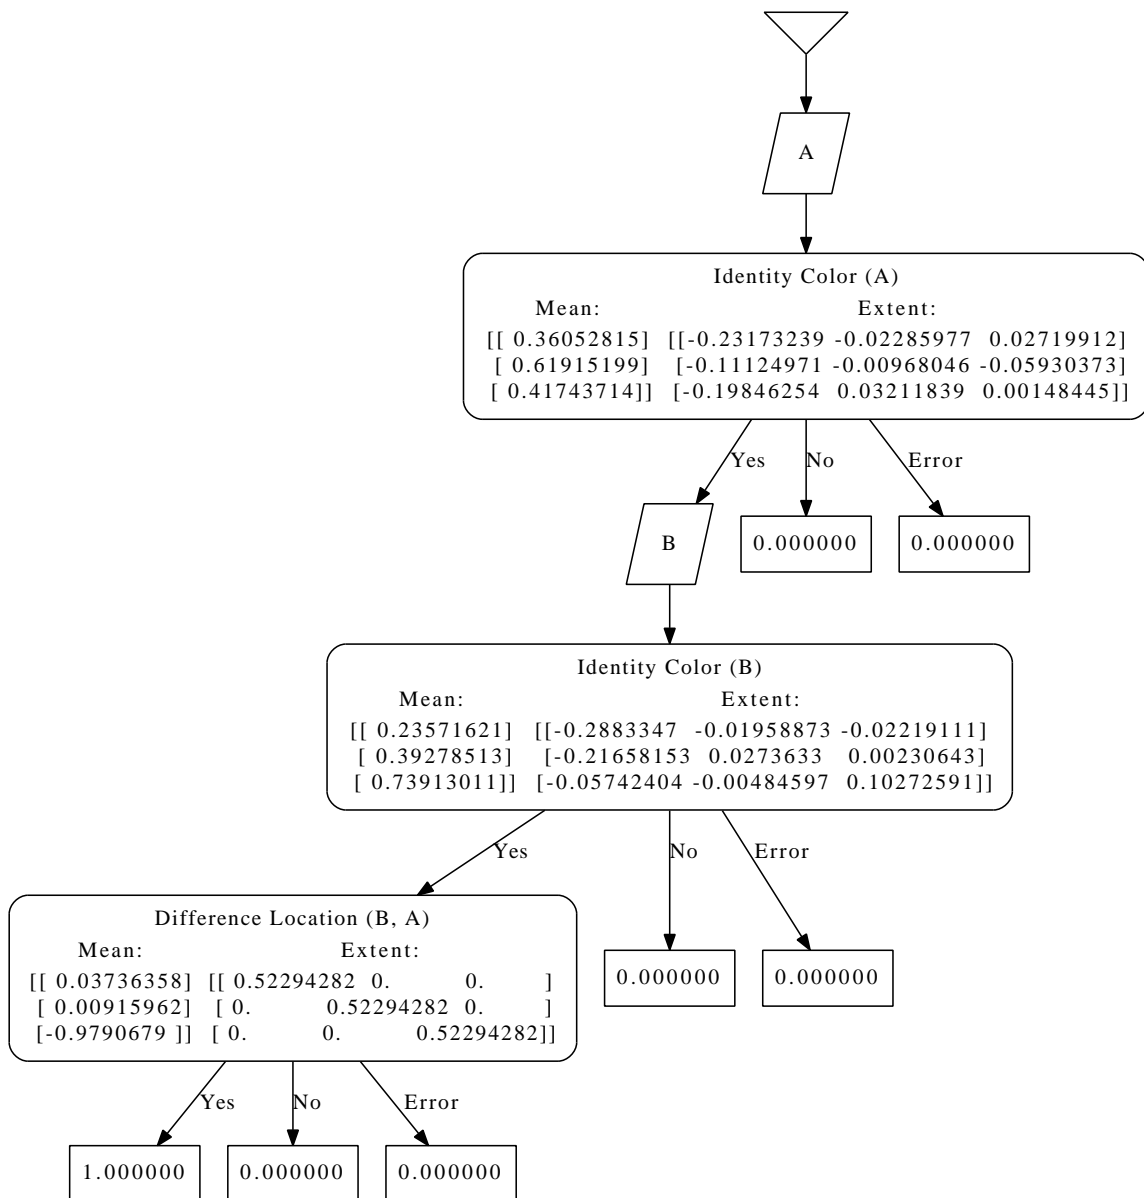 A
Identity Color (A)
Mean: Extent:
[[ 0.36052815] [[-0.23173239 -0.02285977 0.02719912]
[ 0.61915199] [-0.11124971 -0.00968046 -0.05930373]
[ 0.41743714]] [-0.19846254 0.03211839 0.00148445]]
Yes No Error
B 0.000000 0.000000
Identity Color (B)
Mean: Extent:
[[ 0.23571621] [[-0.2883347 -0.01958873 -0.02219111]
[ 0.39278513] [-0.21658153 0.0273633 0.00230643]
[ 0.73913011]] [-0.05742404 -0.00484597 0.10272591]]
Yes No Error
Difference Location (B, A)
Mean: Extent:
[[ 0.03736358] [[ 0.52294282 0. 0. ]
[ 0.00915962] [ 0. 0.52294282 0. ]
[-0.9790679 ]] [ 0. 0. 0.52294282]]
0.000000 0.000000
Yes No Error
1.000000 0.000000 0.000000